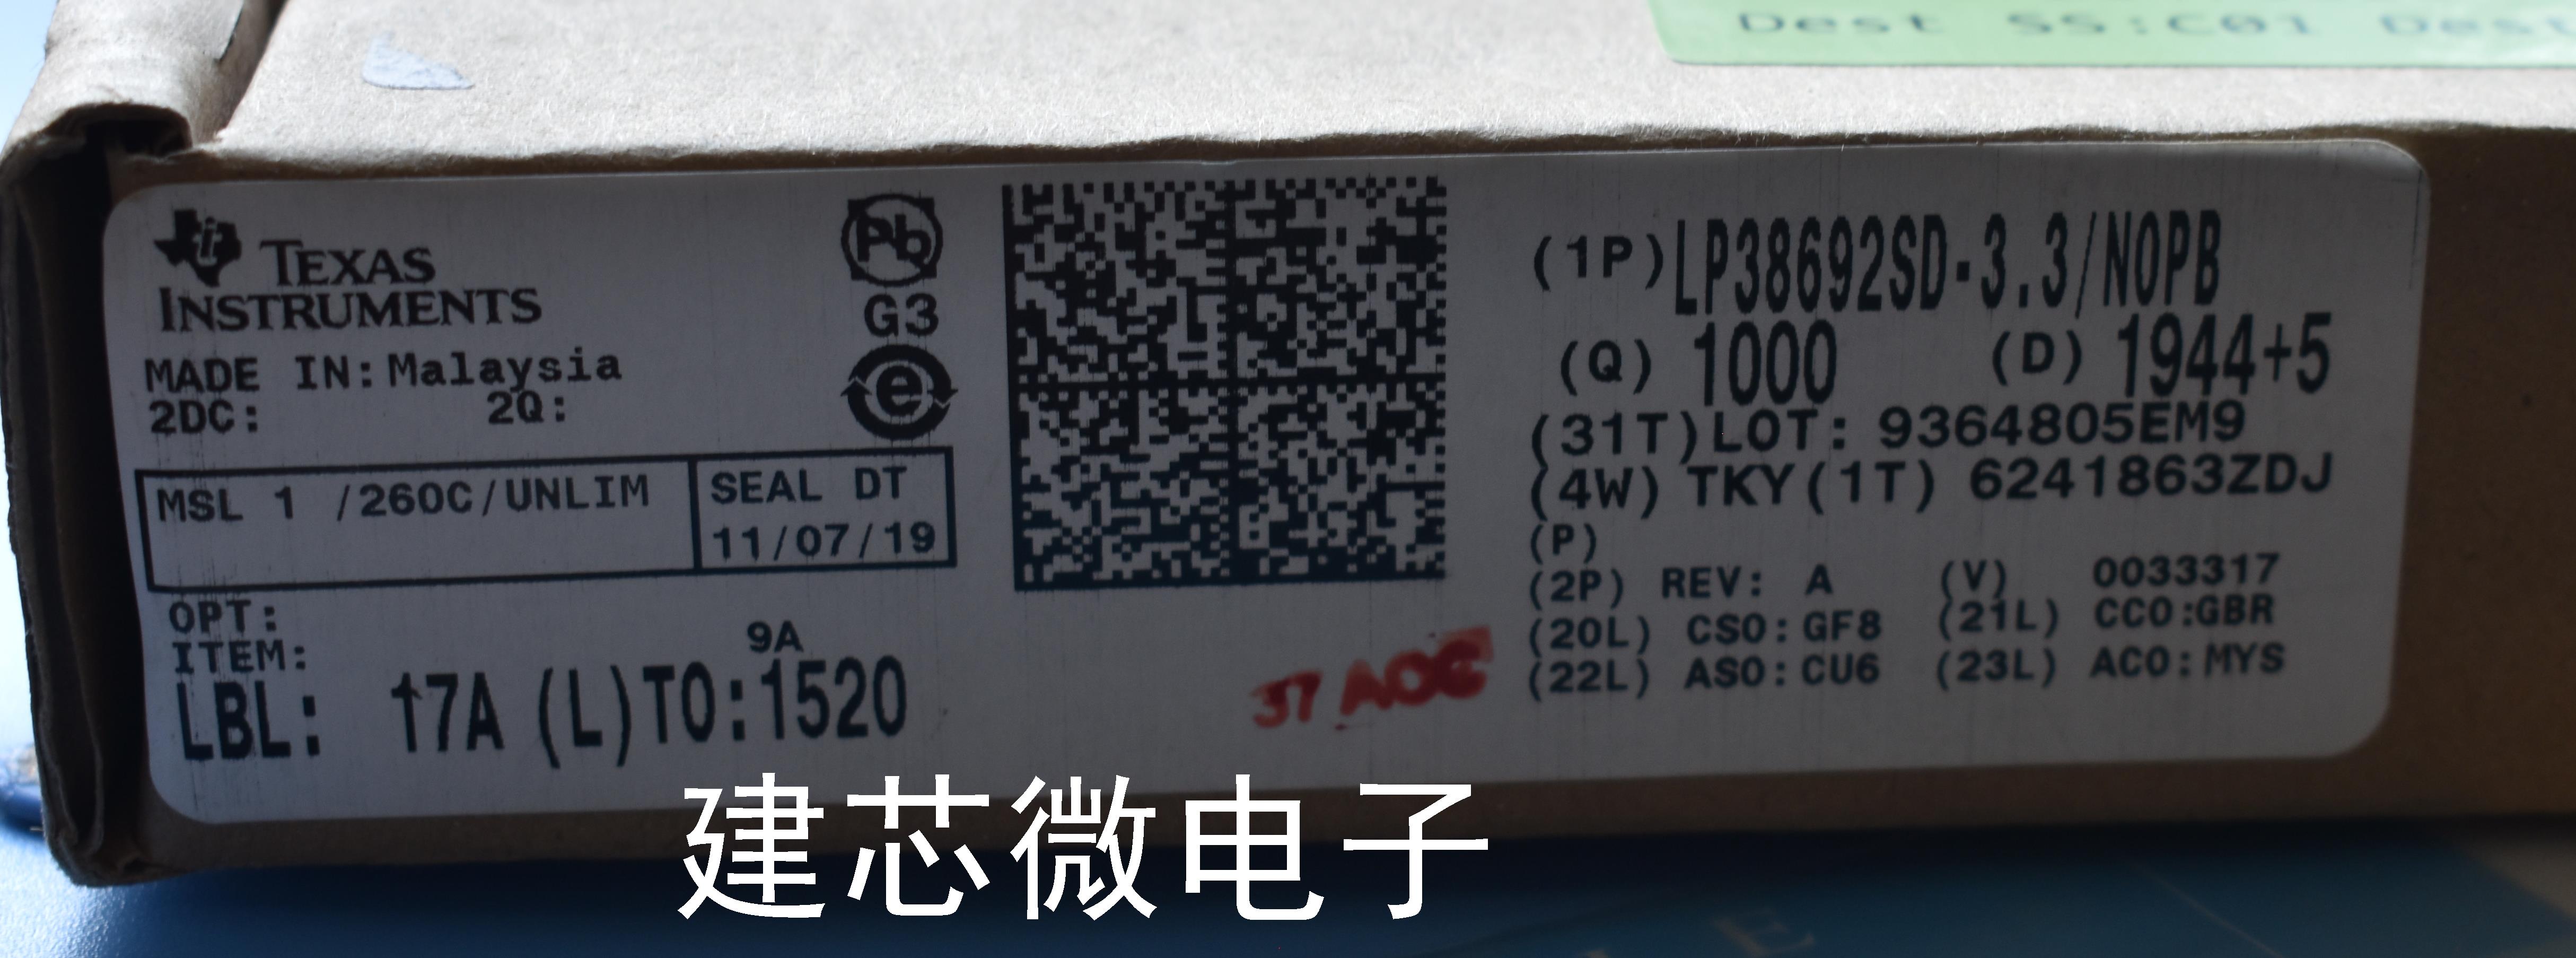 Dest SS:C01 Dest
TEXAS
INSTRUMENTS
MADE IN:Malaysia
2DC: 2Q:
Pb
G3
e
MSL 1 /260C/UNLIM
SEAL DT
11/07/19
OPT:
ITEM:
9A
LBL: 17A (L)TO:1520
(1P)LP38692SD-3.3/NOPB
(Q) 1000 (D) 1944+5
(31T)LOT: 9364805EM9
(4W) TKY(1T) 6241863ZDJ
(P)
(2P) REV: A (V) 0033317
(20L) CSO:GF8 (21L) CCO:GBR
(22L) ASO:CU6 (23L) ACO:MYS
建芯微电子